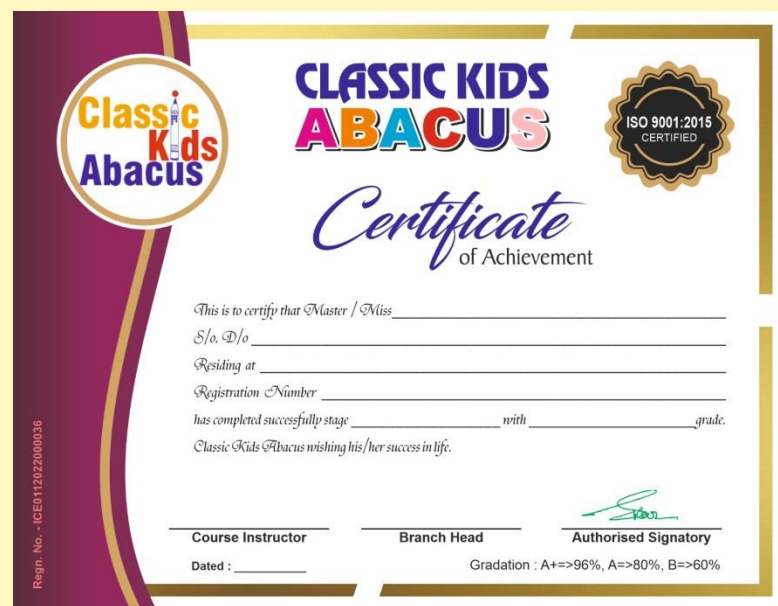 Classic
Kids
Abacus
CLASSIC KIDS
ABACUS
ISO 9001:2015
CERTIFIED
Certificate
of Achievement
This is to certify that Master / Miss
S/o, D/o
Residing at
Registration Number
has completed successfully stage with grade.
Classic Kids Abacus wishing his/her success in life.
Course Instructor
Branch Head
Authorised Signatory
Dated :
Gradation : A+=>96%, A=>80%, B=>60%
Regn. No. - ICE0112022000036